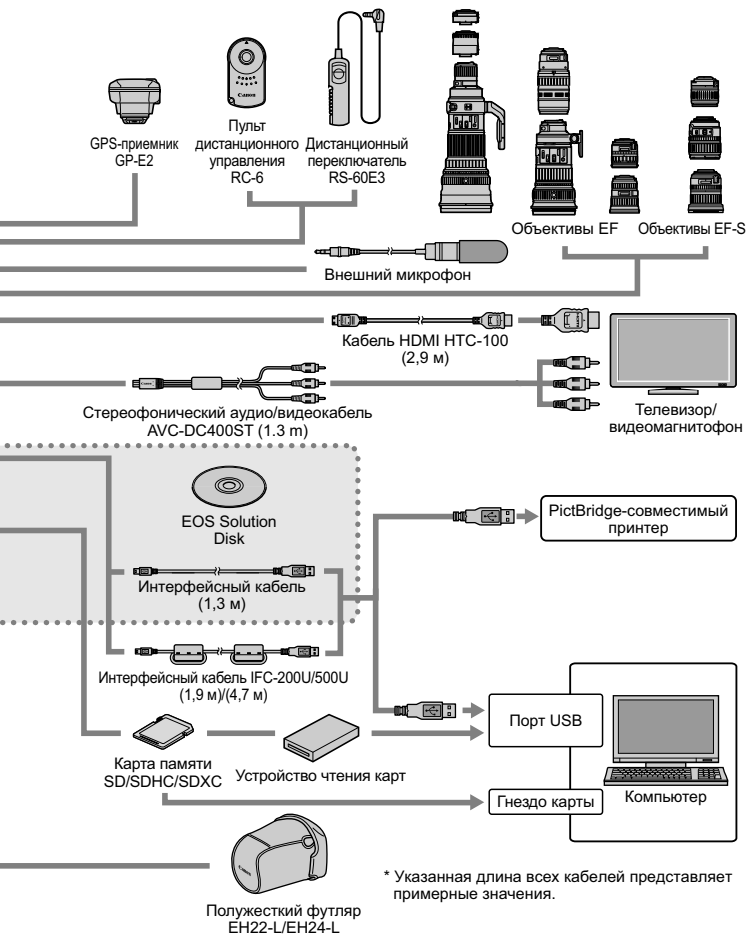 GPS-приемник
GP-E2
Canon
Пульт
дистанционного
управления
RC-6
Дистанционный
переключатель
RS-60E3
Объективы EF
Объективы EF-S
Внешний микрофон
Кабель HDMI HTC-100
(2,9 м)
Стереофонический аудио/видеокабель
AVC-DC400ST (1.3 m)
Телевизор/
видеомагнитофон
EOS Solution
Disk
PictBridge-совместимый
принтер
Интерфейсный кабель
(1,3 м)
Интерфейсный кабель IFC-200U/500U
(1,9 м)/(4,7 м)
Порт USB
Карта памяти
SD/SDHC/SDXC
Устройство чтения карт
Гнездо карты
Компьютер
* Указанная длина всех кабелей представляет
примерные значения.
Полужесткий футляр
EH22-L/EH24-L